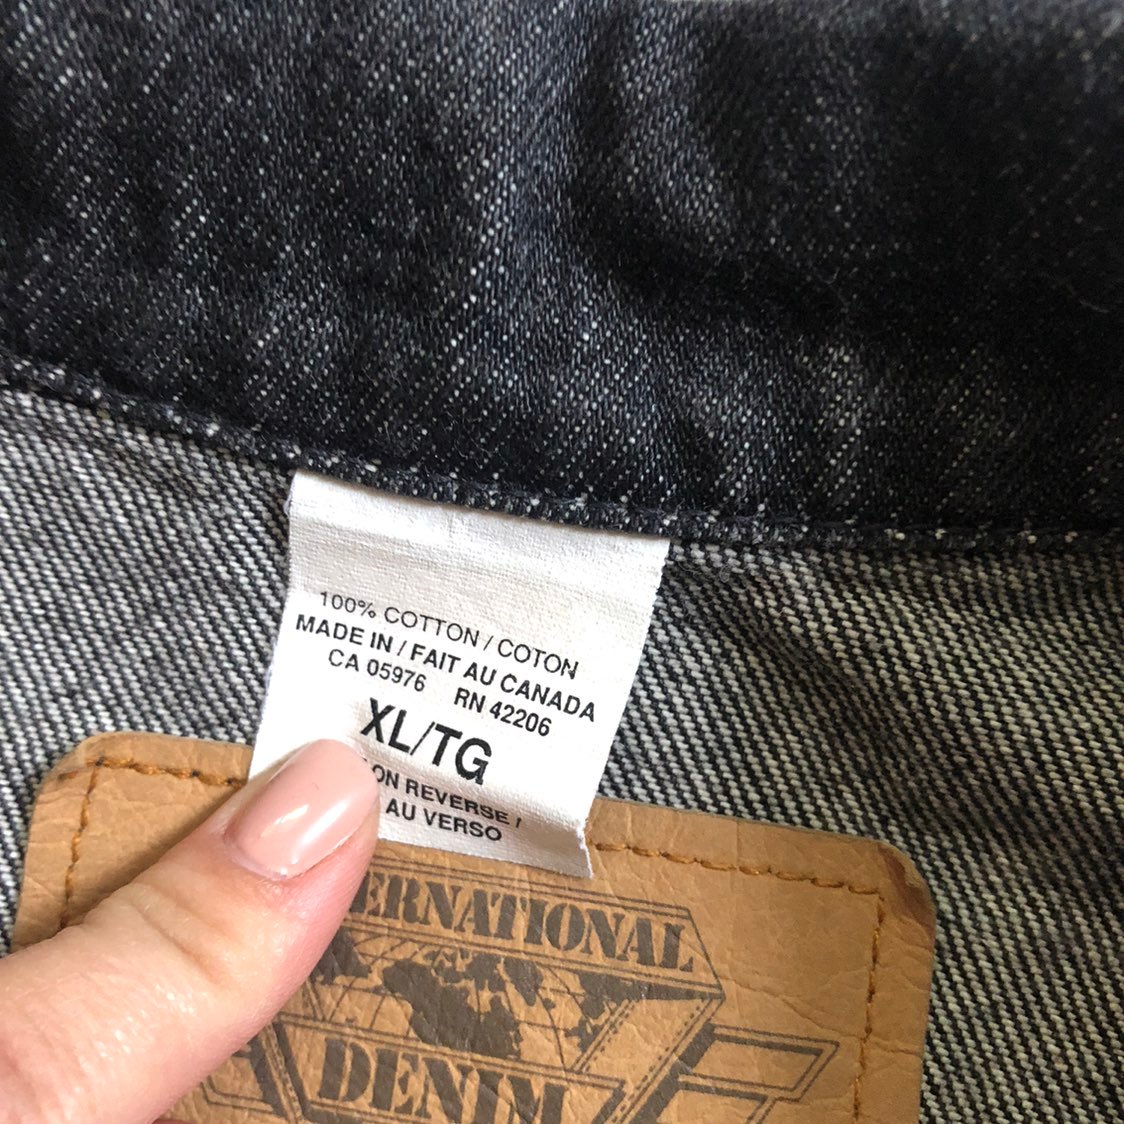 100% COTTON / COTON
MADE IN / FAIT AU CANADA
CA 05976 RN 42206
XL/TG
ON REVERSE /
AU VERSO
ERNATIONAL
DENIM